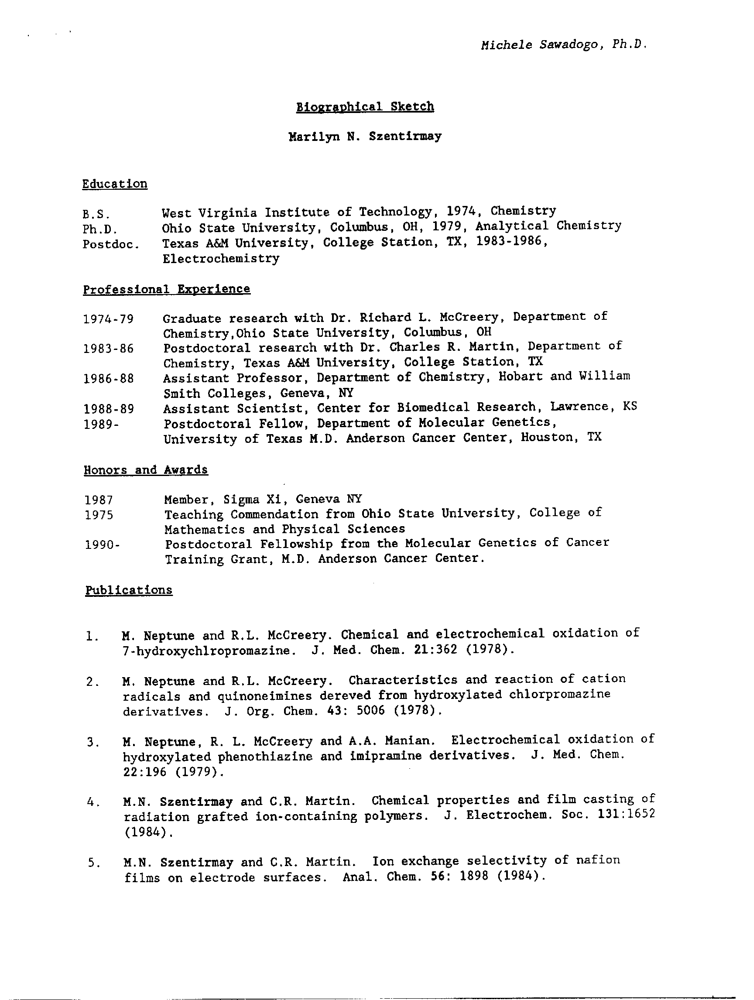 Michele Sawadogo, Ph.D.
Biographical Sketch
Marilyn N. Szentirmay
Education
B.S. West Virginia Institute of Technology, 1974, Chemistry
Ph.D. Ohio State University, Columbus, OH, 1979, Analytical Chemistry
Postdoc. Texas A&M University, College Station, TX, 1983-1986,
Electrochemistry
Professional Experience
1974-79 Graduate research with Dr. Richard L. McCreery, Department of
Chemistry,Ohio State University, Columbus, OH
1983-86 Postdoctoral research with Dr. Charles R. Martin, Department of
Chemistry, Texas A&M University, College Station, TX
1986-88 Assistant Professor, Department of Chemistry, Hobart and William
Smith Colleges, Geneva, NY
1988-89 Assistant Scientist, Center for Biomedical Research, Lawrence, KS
1989- Postdoctoral Fellow, Department of Molecular Genetics,
University of Texas M.D. Anderson Cancer Center, Houston, TX
Honors and Awards
1987 Member, Sigma Xi, Geneva NY
1975 Teaching Commendation from Ohio State University, College of
Mathematics and Physical Sciences
1990- Postdoctoral Fellowship from the Molecular Genetics of Cancer
Training Grant, M.D. Anderson Cancer Center.
Publications
1. M. Neptune and R.L. McCreery. Chemical and electrochemical oxidation of
7-hydroxychlropromazine. J. Med. Chem. 21:362 (1978).
2. M. Neptune and R.L. McCreery. Characteristics and reaction of cation
radicals and quinoneimines dereved from hydroxylated chlorpromazine
derivatives. J. Org. Chem. 43: 5006 (1978).
3. M. Neptune, R. L. McCreery and A.A. Manian. Electrochemical oxidation of
hydroxylated phenothiazine and imipramine derivatives. J. Med. Chem.
22:196 (1979).
4. M.N. Szentirmay and C.R. Martin. Chemical properties and film casting of
radiation grafted ion-containing polymers. J. Electrochem. Soc. 131:1652
(1984).
5. M.N. Szentirmay and C.R. Martin. Ion exchange selectivity of nafion
films on electrode surfaces. Anal. Chem. 56: 1898 (1984).